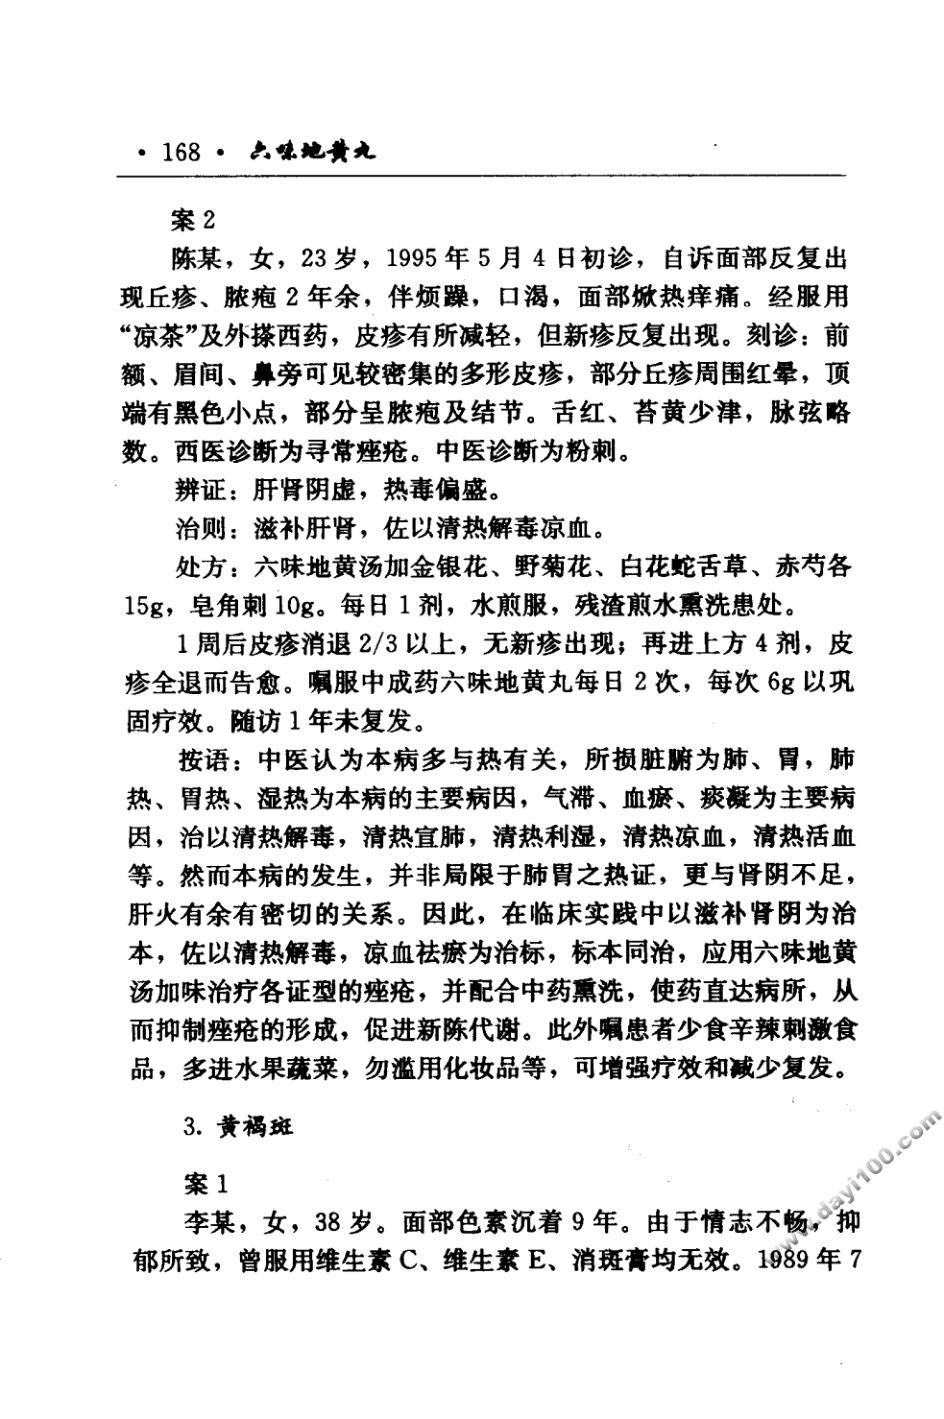 · 168 · 六味地黄丸
案 2
陈某，女，23 岁，1995 年 5 月 4 日初诊，自诉面部反复出
现丘疹、脓疱 2 年余，伴烦躁，口渴，面部焮热痒痛。经服用
“凉茶”及外搽西药，皮疹有所减轻，但新疹反复出现。刻诊：前
额、眉间、鼻旁可见较密集的多形皮疹，部分丘疹周围红晕，顶
端有黑色小点，部分呈脓疱及结节。舌红、苔黄少津，脉弦略
数。西医诊断为寻常痤疮。中医诊断为粉刺。
辨证：肝肾阴虚，热毒偏盛。
治则：滋补肝肾，佐以清热解毒凉血。
处方：六味地黄汤加金银花、野菊花、白花蛇舌草、赤芍各
15g，皂角刺 10g。每日 1 剂，水煎服，残渣煎水熏洗患处。
1 周后皮疹消退 2/3 以上，无新疹出现；再进上方 4 剂，皮
疹全退而告愈。嘱服中成药六味地黄丸每日 2 次，每次 6g 以巩
固疗效。随访 1 年未复发。
按语：中医认为本病多与热有关，所损脏腑为肺、胃，肺
热、胃热、湿热为本病的主要病因，气滞、血瘀、痰凝为主要病
因，治以清热解毒，清热宣肺，清热利湿，清热凉血，清热活血
等。然而本病的发生，并非局限于肺胃之热证，更与肾阴不足，
肝火有余有密切的关系。因此，在临床实践中以滋补肾阴为治
本，佐以清热解毒，凉血祛瘀为治标，标本同治，应用六味地黄
汤加味治疗各证型的痤疮，并配合中药熏洗，使药直达病所，从
而抑制痤疮的形成，促进新陈代谢。此外嘱患者少食辛辣刺激食
品，多进水果蔬菜，勿滥用化妆品等，可增强疗效和减少复发。
3. 黄褐斑
案 1
李某，女，38 岁。面部色素沉着 9 年。由于情志不畅，抑
郁所致，曾服用维生素 C、维生素 E、消斑膏均无效。1989 年 7
www.dayi100.com